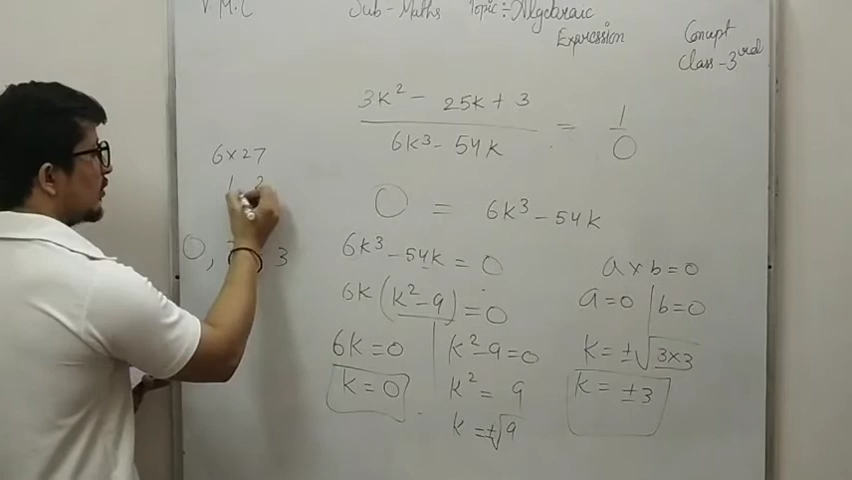 V.M.C Sub-Maths Topic:-Algebraaic
Expression
Concept
Class-3rd
3k² - 25k + 3 / 6k³ - 54k = 1/0
6×27
0 = 6k³ - 54k
0, 3
6k³ - 54k = 0
6k(k² - 9) = 0
6k = 0
k = 0
k² - 9 = 0
k² = 9
k = ±√9
a × b = 0
a = 0 | b = 0
k = ±√3×3
k = ±3